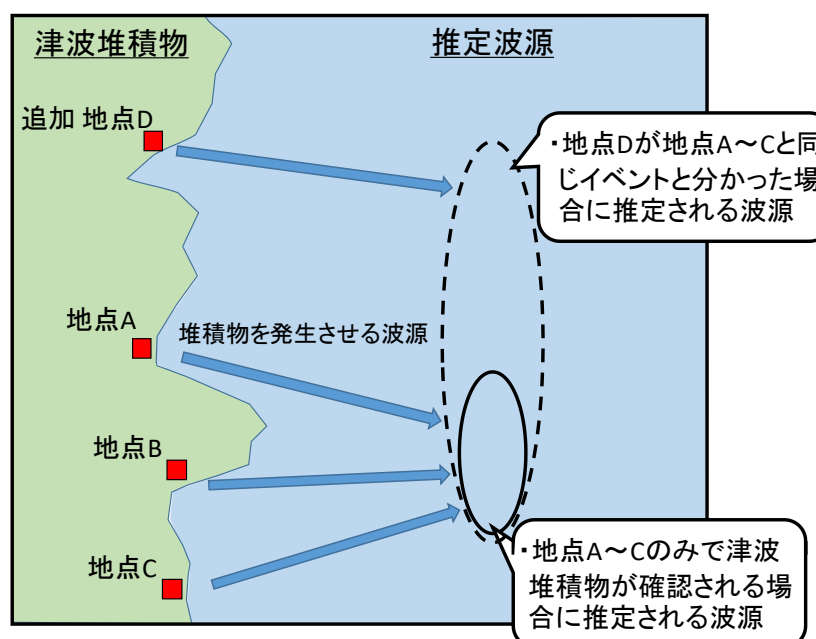 津波堆積物
推定波源
追加 地点D
・地点Dが地点A～Cと同
じイベントと分かった場
合に推定される波源
地点A
堆積物を発生させる波源
地点B
地点C
・地点A～Cのみで津波
堆積物が確認される場
合に推定される波源